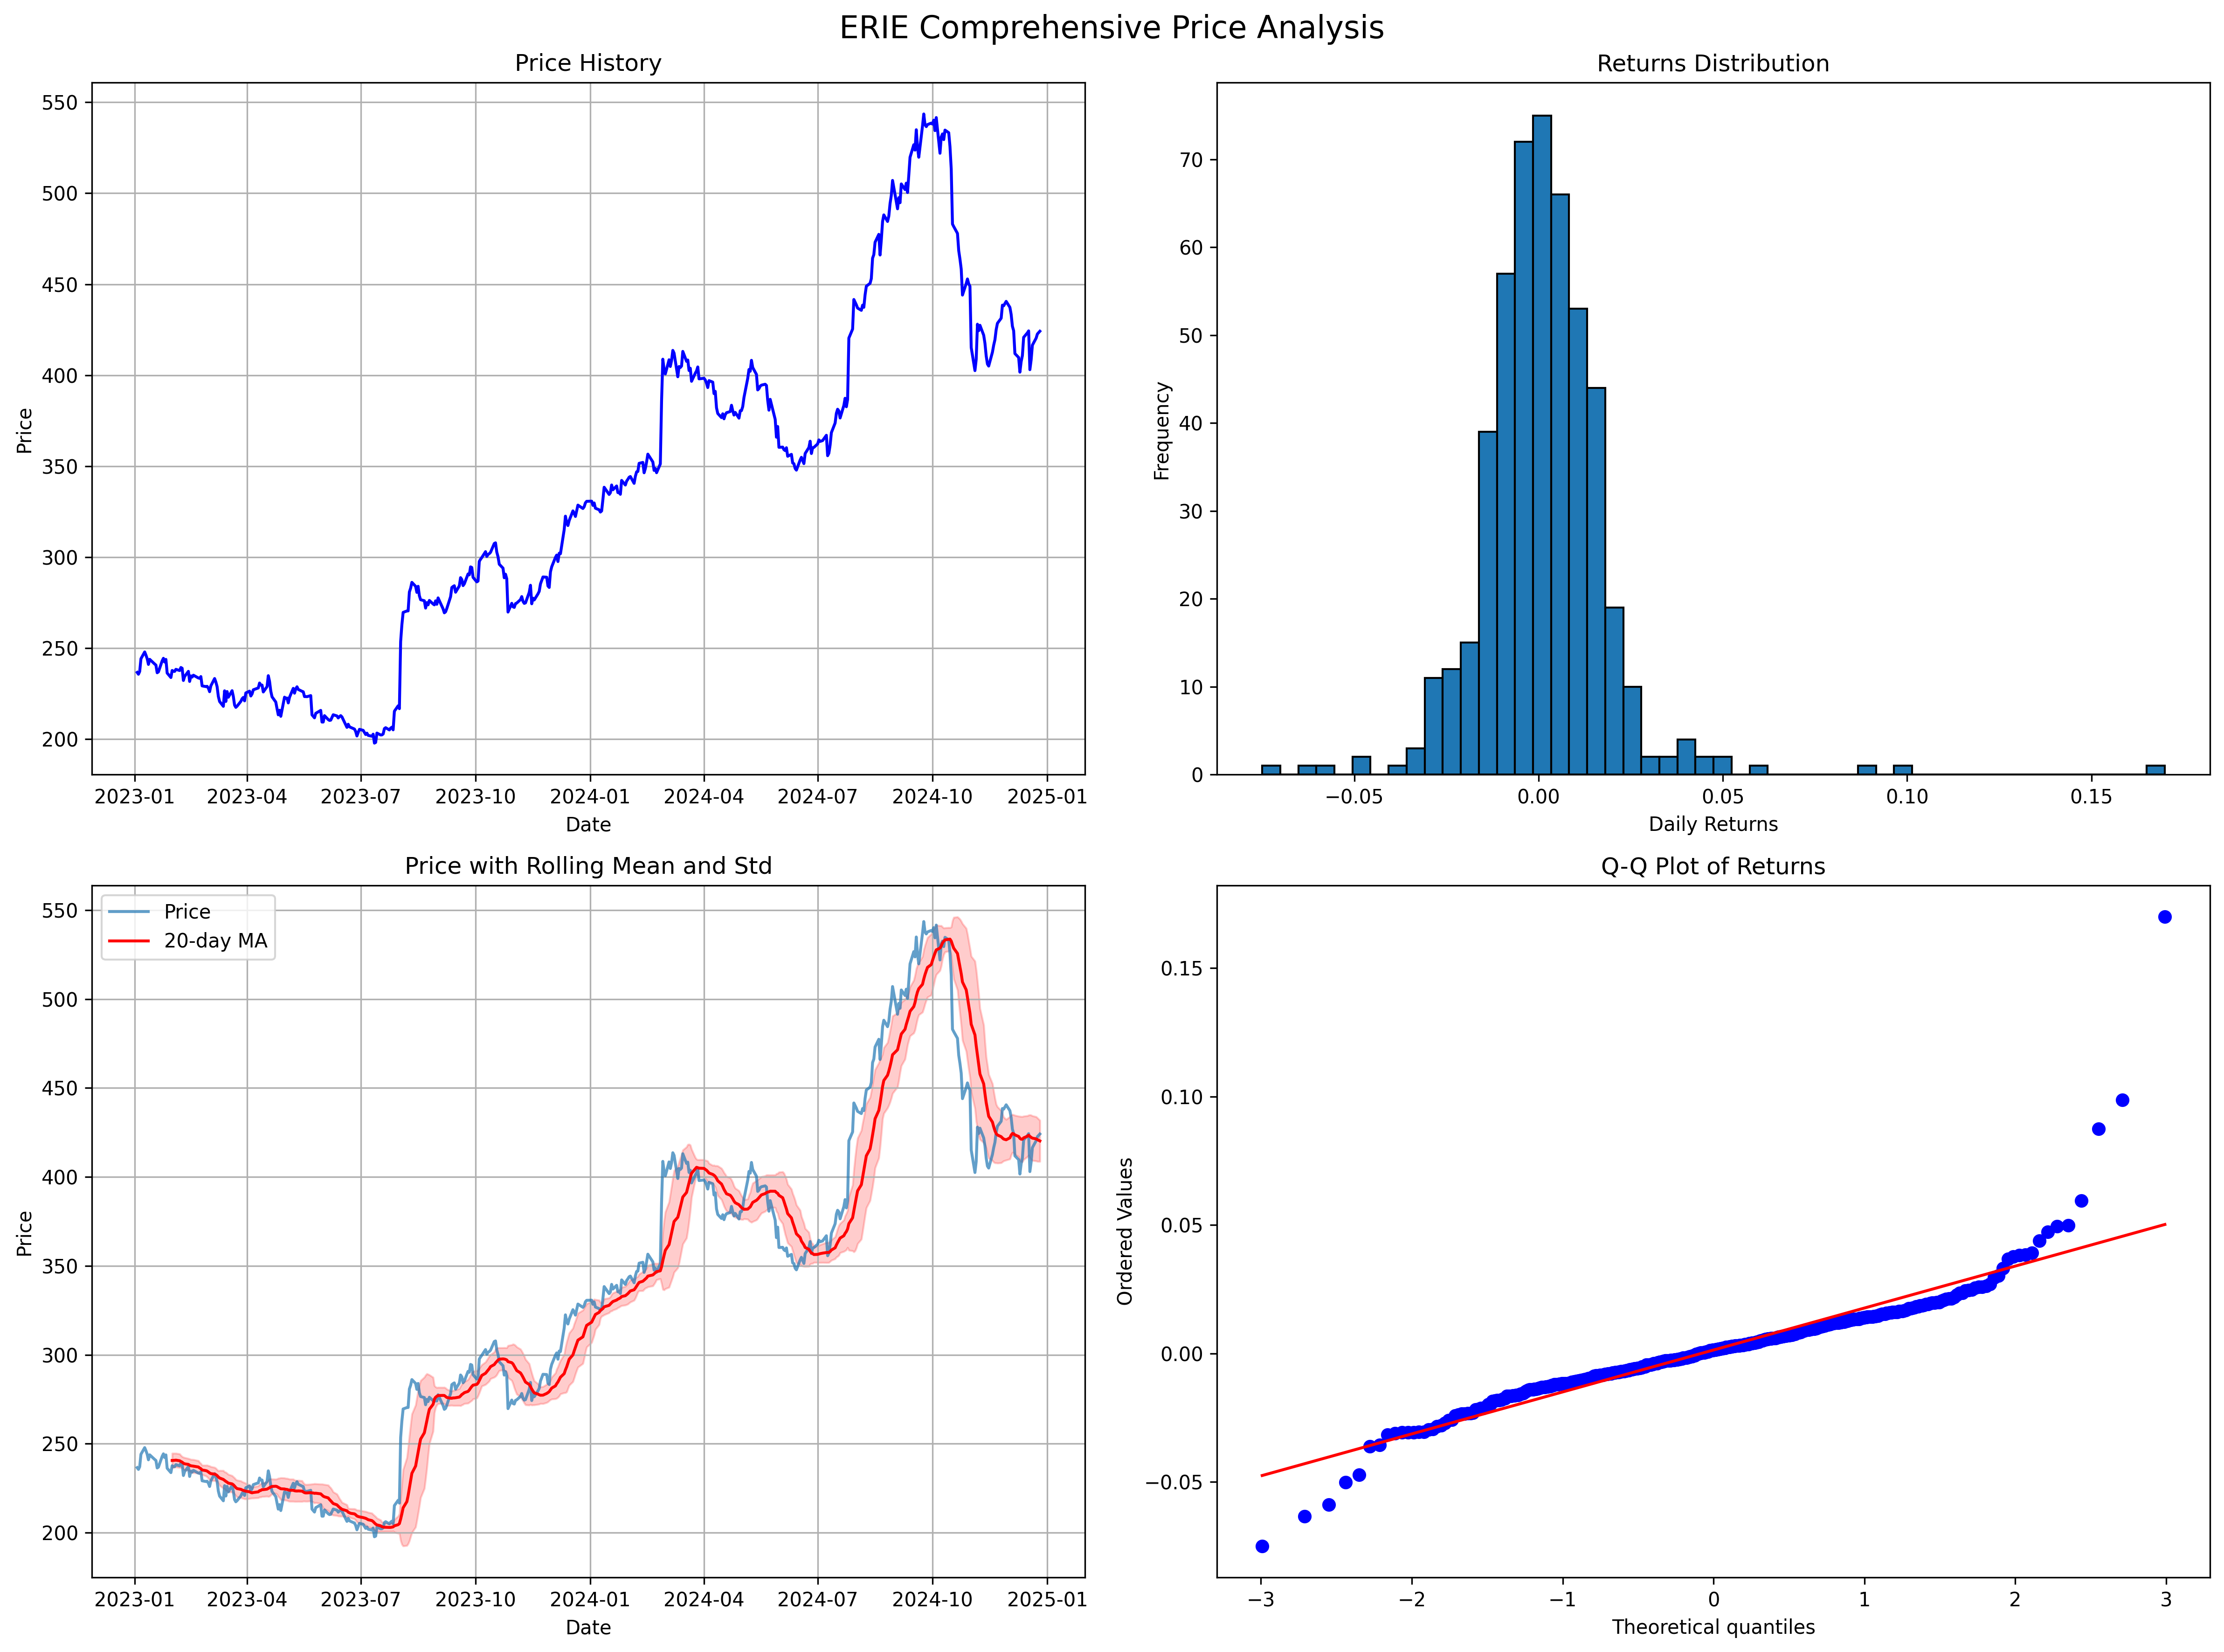 ERIE Comprehensive Price Analysis
Price History
550
500
450
400
350
300
250
200
Price
2023-01 2023-04 2023-07 2023-10 2024-01 2024-04 2024-07 2024-10 2025-01
Date
Returns Distribution
70
60
50
40
30
20
10
0
Frequency
−0.05 0.00 0.05 0.10 0.15
Daily Returns
Price with Rolling Mean and Std
Price
20-day MA
550
500
450
400
350
300
250
200
Price
2023-01 2023-04 2023-07 2023-10 2024-01 2024-04 2024-07 2024-10 2025-01
Date
Q-Q Plot of Returns
0.15
0.10
0.05
0.00
−0.05
Ordered Values
−3 −2 −1 0 1 2 3
Theoretical quantiles